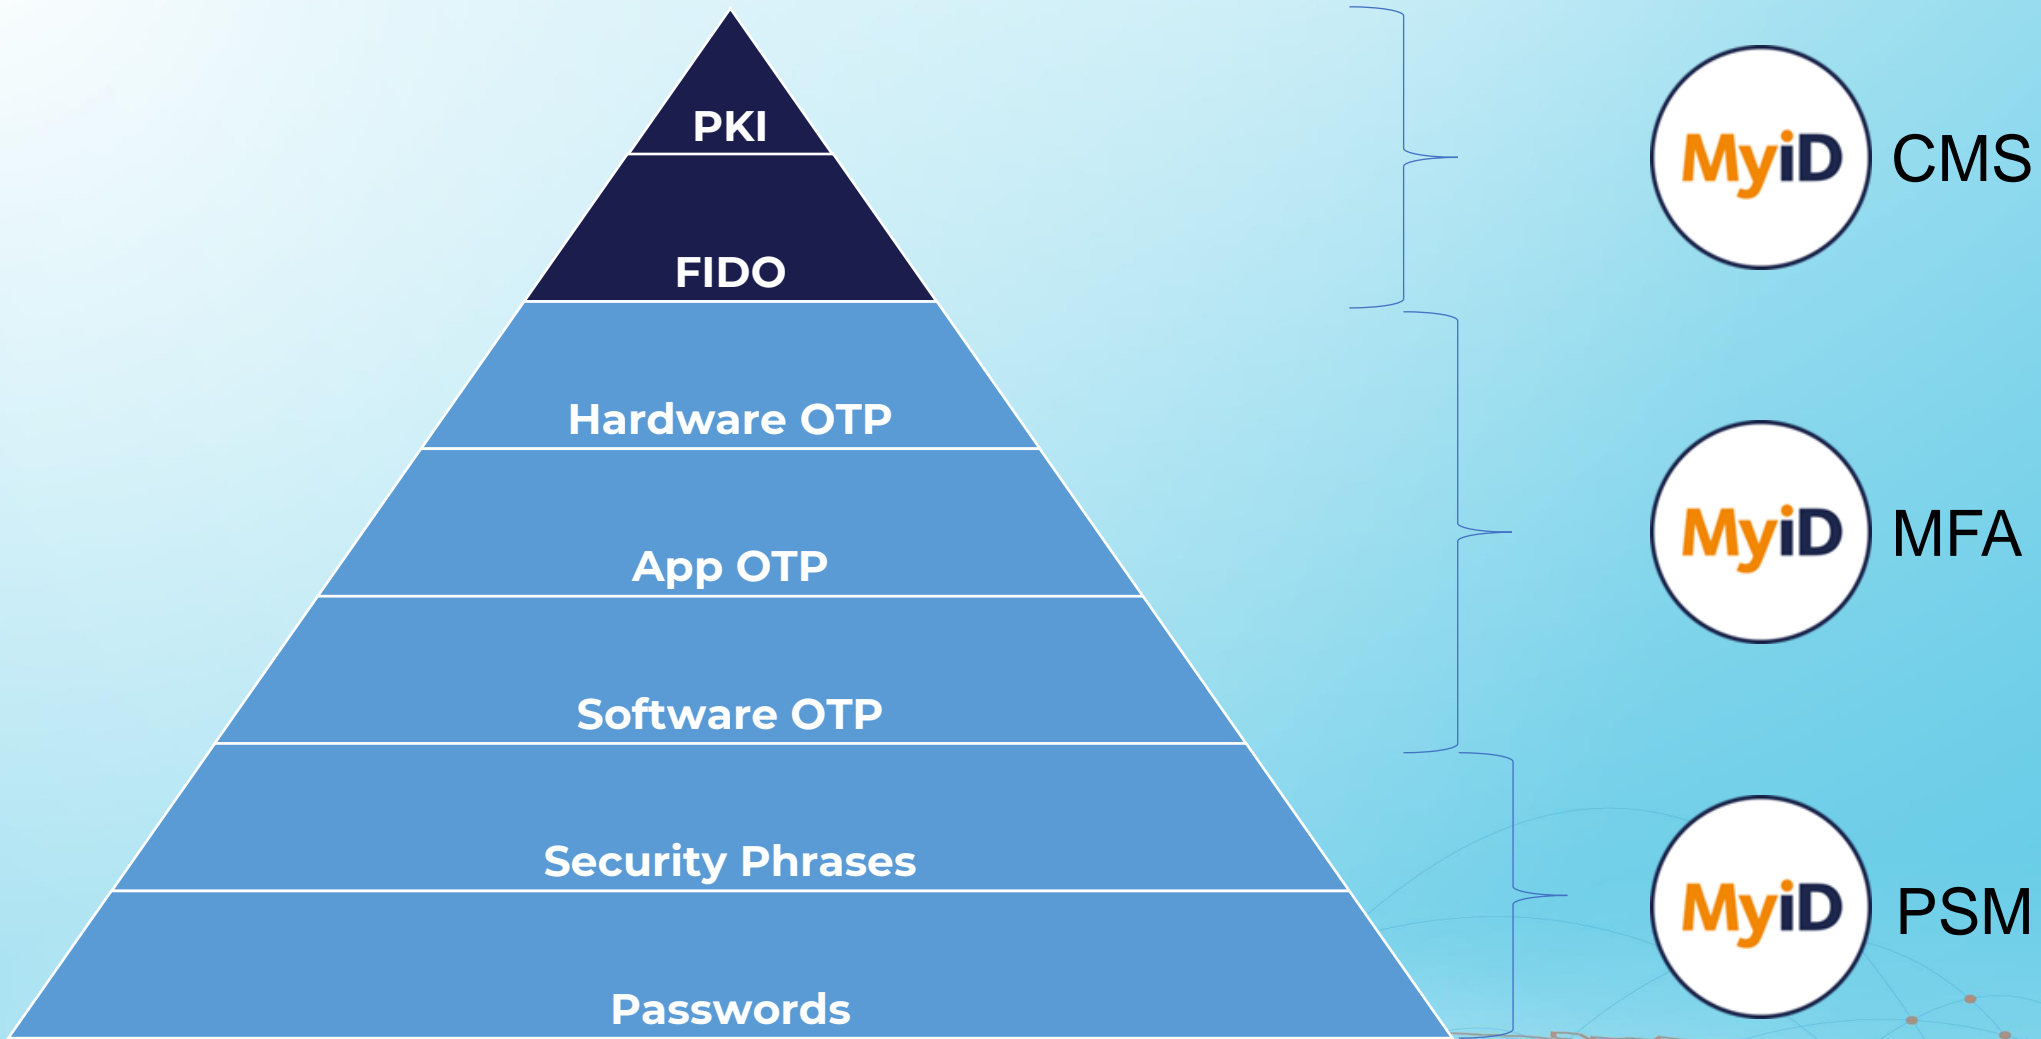 PKI
FIDO
Hardware OTP
App OTP
Software OTP
Security Phrases
Passwords
MyiD CMS
MyiD MFA
MyiD PSM